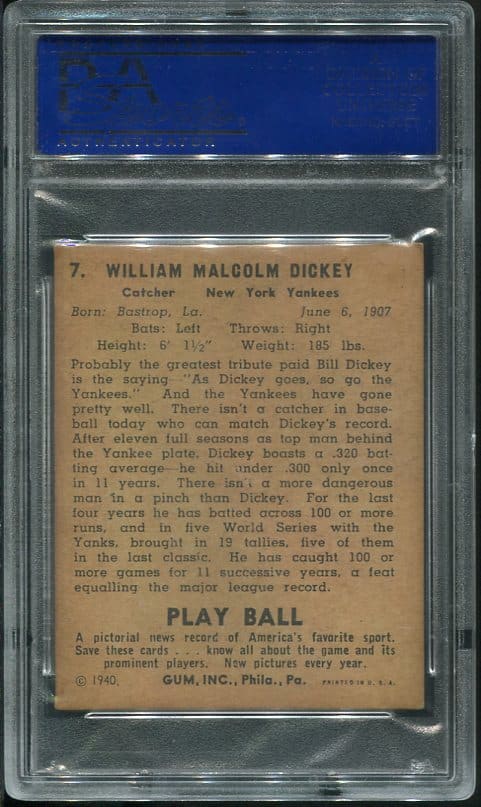 PSA
AUTHENTICATOR
A
DIVISION OF
COLLECTORS
UNIVERSE
7. WILLIAM MALCOLM DICKEY
Catcher New York Yankees
Born: Bastrop, La. June 6, 1907
Bats: Left Throws: Right
Height: 6' 1½" Weight: 185 lbs.
Probably the greatest tribute paid Bill Dickey
is the saying—"As Dickey goes, so go the
Yankees." And the Yankees have gone
pretty well. There isn't a catcher in base-
ball today who can match Dickey's record.
After eleven full seasons as top man behind
the Yankee plate, Dickey boasts a .320 bat-
ting average—he hit under .300 only once
in 11 years. There isn't a more dangerous
man in a pinch than Dickey. For the last
four years he has batted across 100 or more
runs, and in five World Series with the
Yanks, brought in 19 tallies, five of them
in the last classic. He has caught 100 or
more games for 11 successive years, a feat
equalling the major league record.
PLAY BALL
A pictorial news record of America's favorite sport.
Save these cards . . . know all about the game and its
prominent players. New pictures every year.
© 1940, GUM, INC., Phila., Pa. PRINTED IN U. S. A.